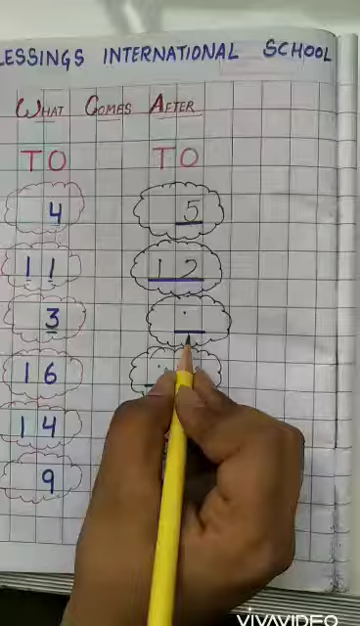 LESSINGS INTERNATIONAL SCHOOL
WHAT COMES AFTER
TO TO
4 5
11 12
3
16
14
9
VIVAVIDEO